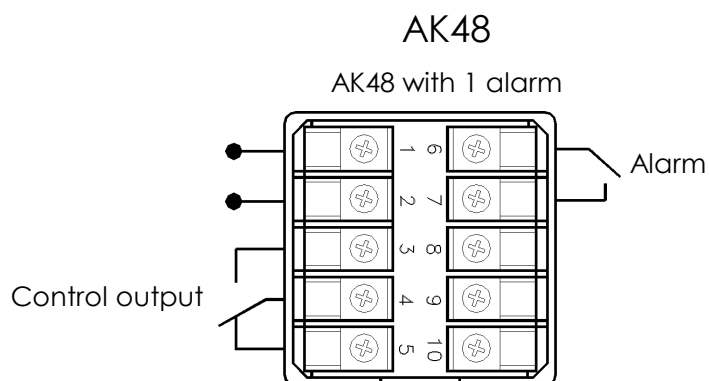 AK48
AK48 with 1 alarm
1 6
Alarm
2 7
3 8
Control output
4 9
5 10